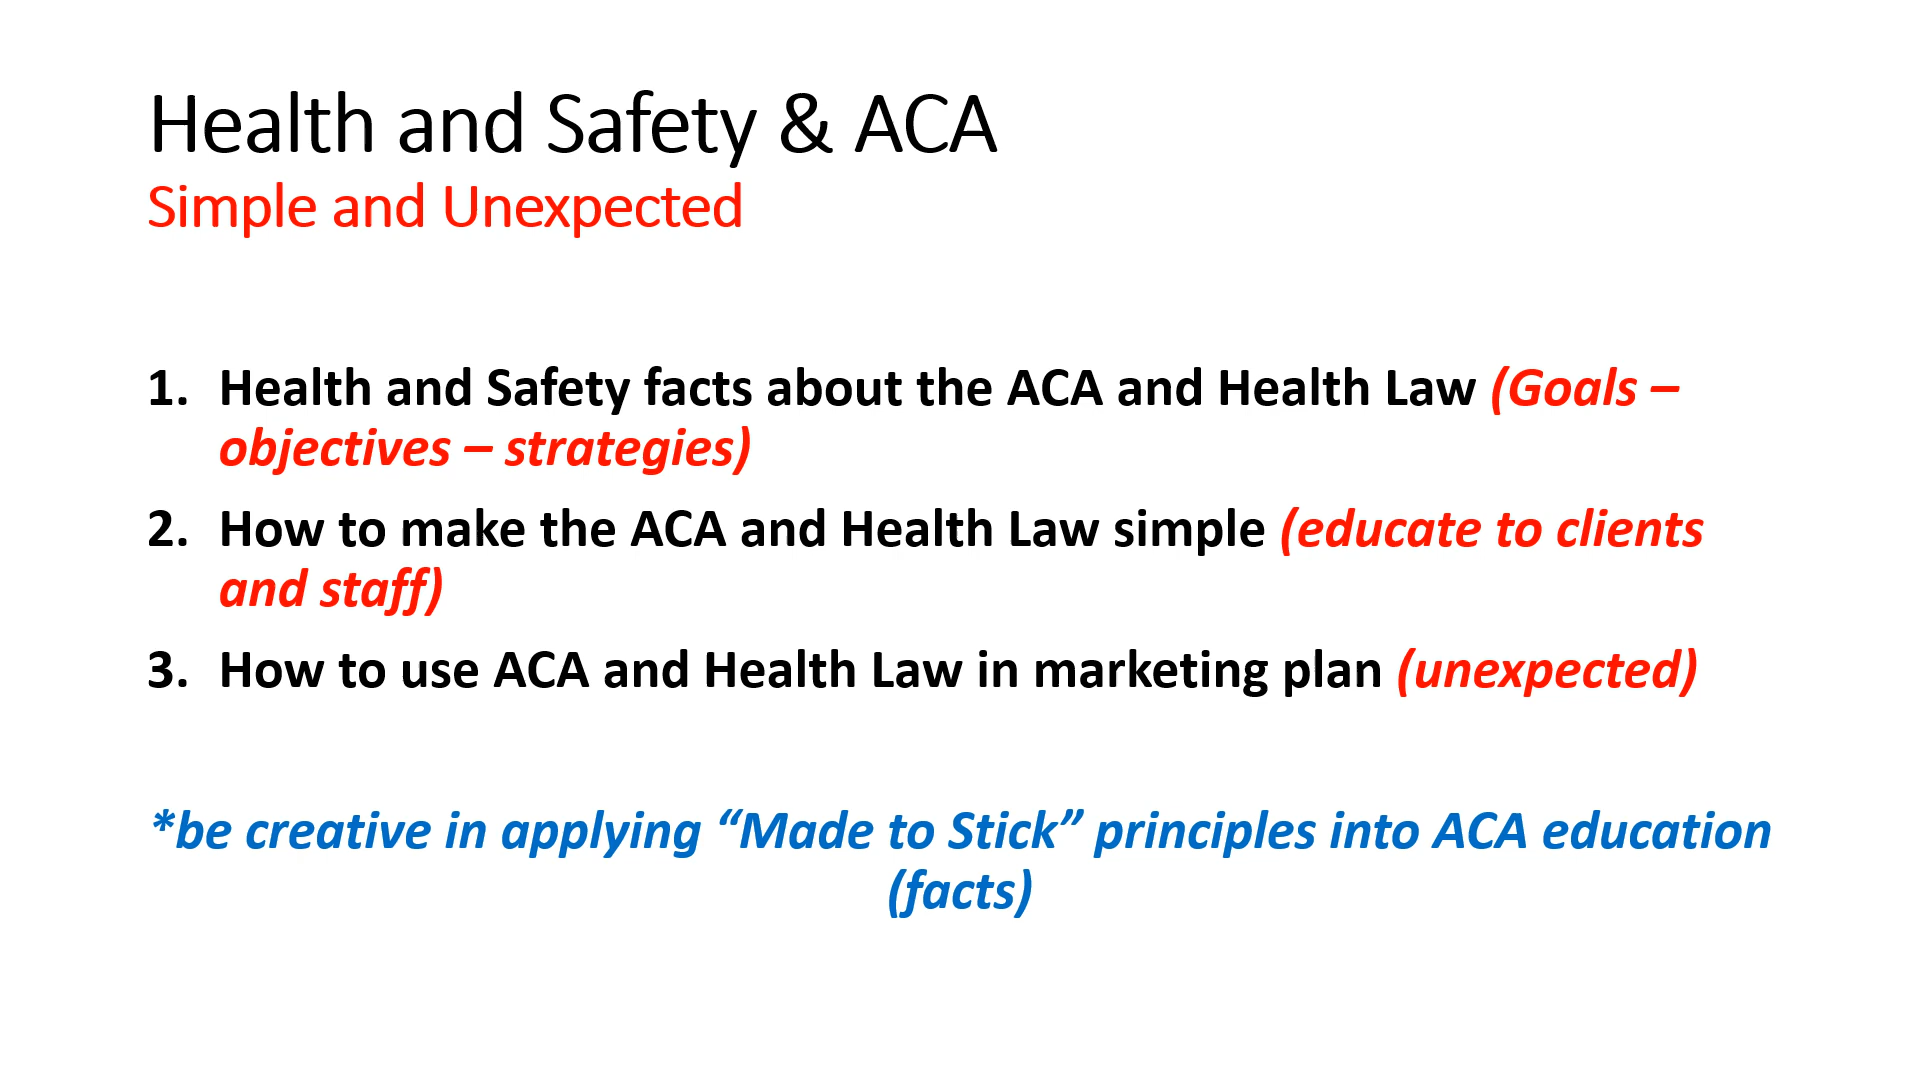 Health and Safety & ACA
Simple and Unexpected
1. Health and Safety facts about the ACA and Health Law (Goals –
objectives – strategies)
2. How to make the ACA and Health Law simple (educate to clients
and staff)
3. How to use ACA and Health Law in marketing plan (unexpected)
*be creative in applying “Made to Stick” principles into ACA education
(facts)